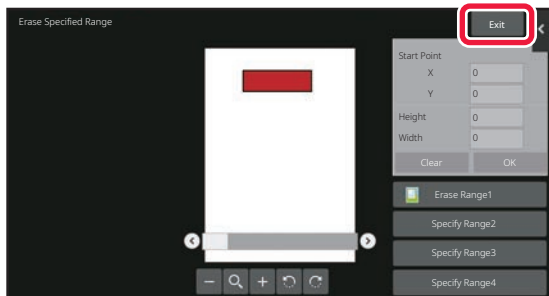 Erase Specified Range
Exit
Start Point
X 0
Y 0
Height 0
Width 0
Clear OK
Erase Range1
Specify Range2
Specify Range3
Specify Range4